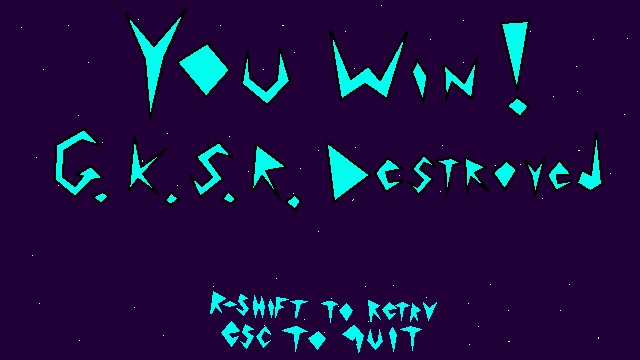 You Win!
G.K.S.R. Destroyed
R-SHIFT TO RETRY
ESC TO QUIT